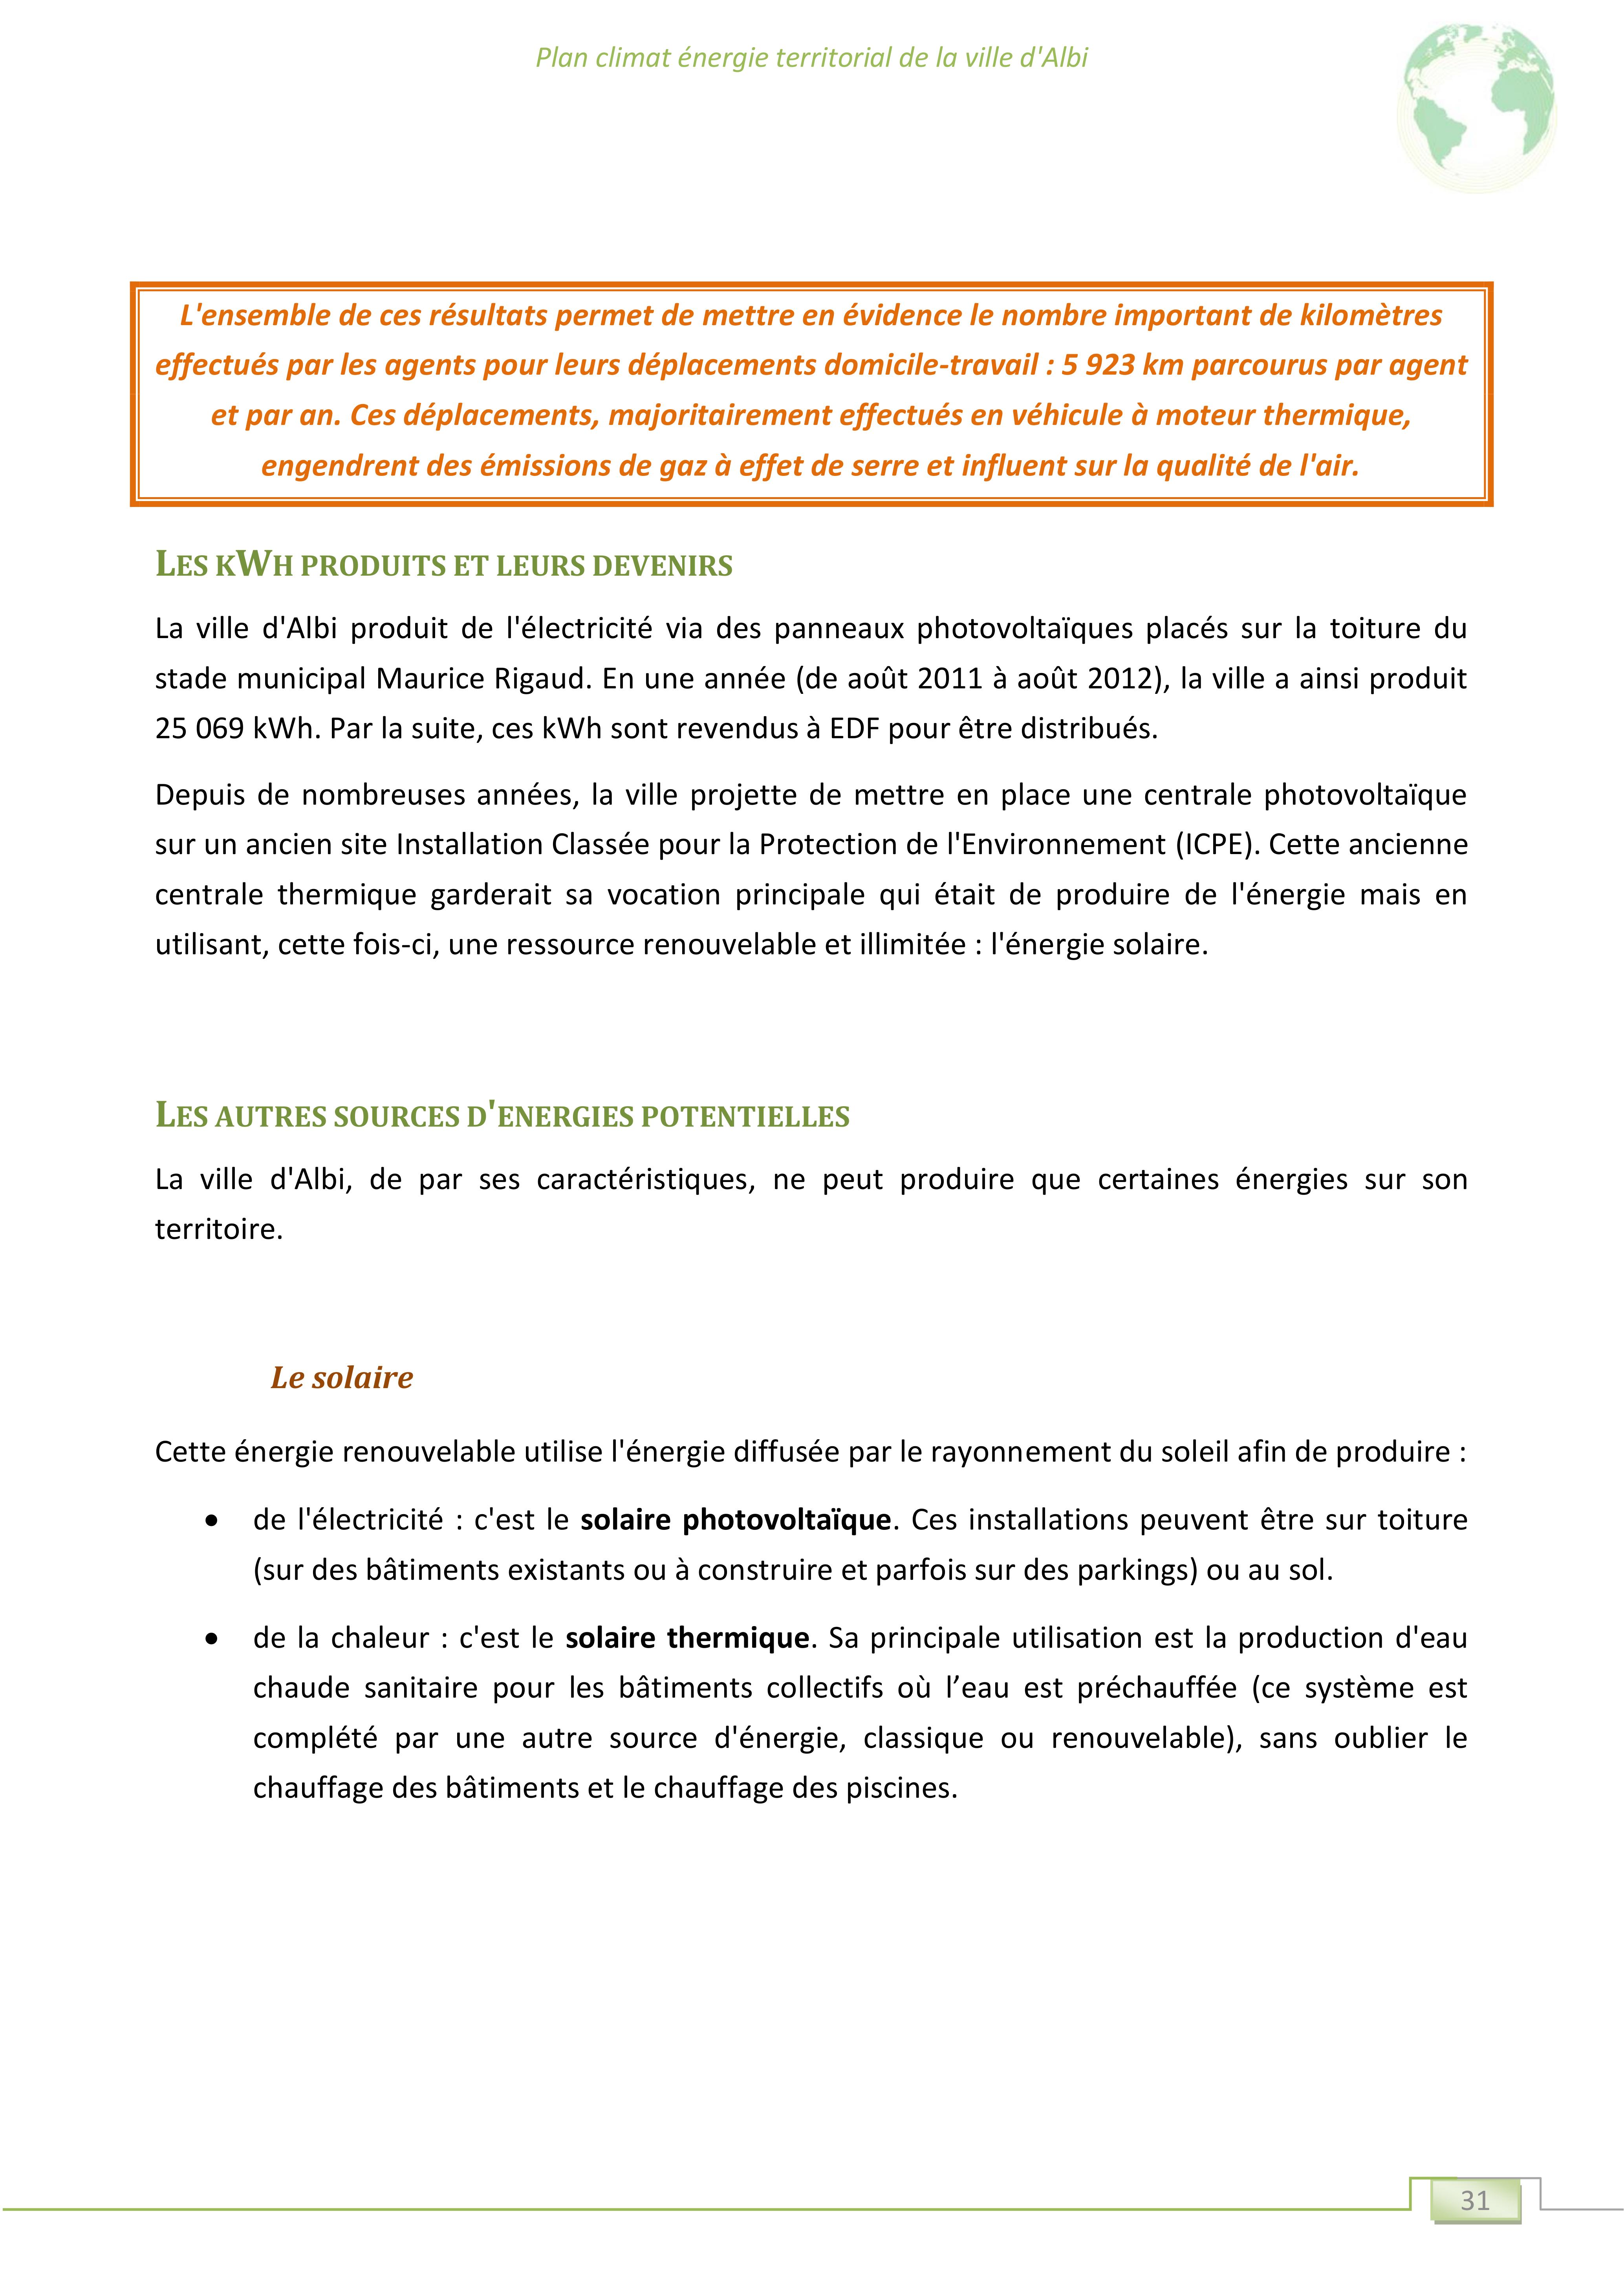 Plan climat énergie territorial de la ville d'Albi
L'ensemble de ces résultats permet de mettre en évidence le nombre important de kilomètres
effectués par les agents pour leurs déplacements domicile-travail : 5 923 km parcourus par agent
et par an. Ces déplacements, majoritairement effectués en véhicule à moteur thermique,
engendrent des émissions de gaz à effet de serre et influent sur la qualité de l'air.
LES KWH PRODUITS ET LEURS DEVENIRS
La ville d'Albi produit de l'électricité via des panneaux photovoltaïques placés sur la toiture du
stade municipal Maurice Rigaud. En une année (de août 2011 à août 2012), la ville a ainsi produit
25 069 kWh. Par la suite, ces kWh sont revendus à EDF pour être distribués.
Depuis de nombreuses années, la ville projette de mettre en place une centrale photovoltaïque
sur un ancien site Installation Classée pour la Protection de l'Environnement (ICPE). Cette ancienne
centrale thermique garderait sa vocation principale qui était de produire de l'énergie mais en
utilisant, cette fois-ci, une ressource renouvelable et illimitée : l'énergie solaire.
LES AUTRES SOURCES D'ENERGIES POTENTIELLES
La ville d'Albi, de par ses caractéristiques, ne peut produire que certaines énergies sur son
territoire.
Le solaire
Cette énergie renouvelable utilise l'énergie diffusée par le rayonnement du soleil afin de produire :
• de l'électricité : c'est le solaire photovoltaïque. Ces installations peuvent être sur toiture
(sur des bâtiments existants ou à construire et parfois sur des parkings) ou au sol.
• de la chaleur : c'est le solaire thermique. Sa principale utilisation est la production d'eau
chaude sanitaire pour les bâtiments collectifs où l’eau est préchauffée (ce système est
complété par une autre source d'énergie, classique ou renouvelable), sans oublier le
chauffage des bâtiments et le chauffage des piscines.
31